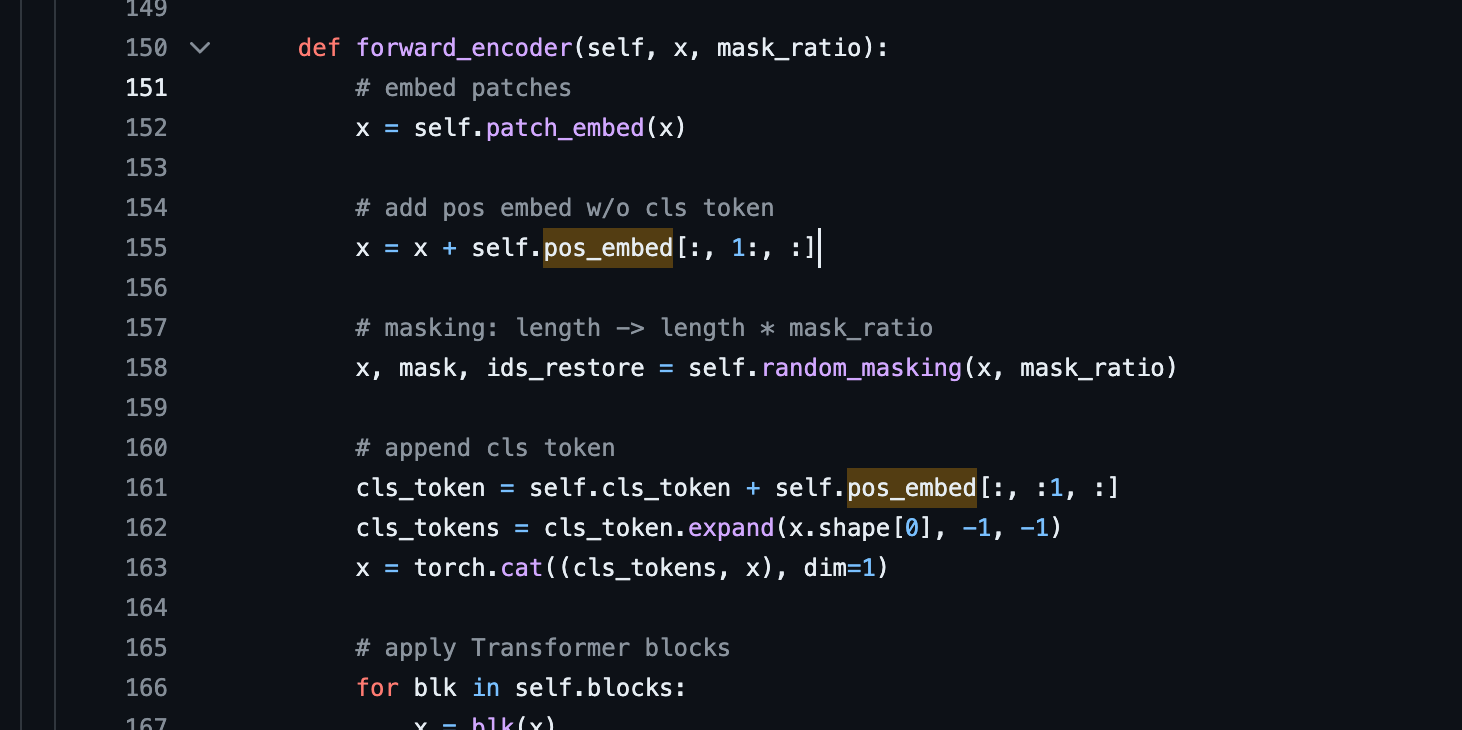 149
150 def forward_encoder(self, x, mask_ratio):
151 # embed patches
152 x = self.patch_embed(x)
153
154 # add pos embed w/o cls token
155 x = x + self.pos_embed[:, 1:, :]
156
157 # masking: length -> length * mask_ratio
158 x, mask, ids_restore = self.random_masking(x, mask_ratio)
159
160 # append cls token
161 cls_token = self.cls_token + self.pos_embed[:, :1, :]
162 cls_tokens = cls_token.expand(x.shape[0], -1, -1)
163 x = torch.cat((cls_tokens, x), dim=1)
164
165 # apply Transformer blocks
166 for blk in self.blocks:
167 x = blk(x)